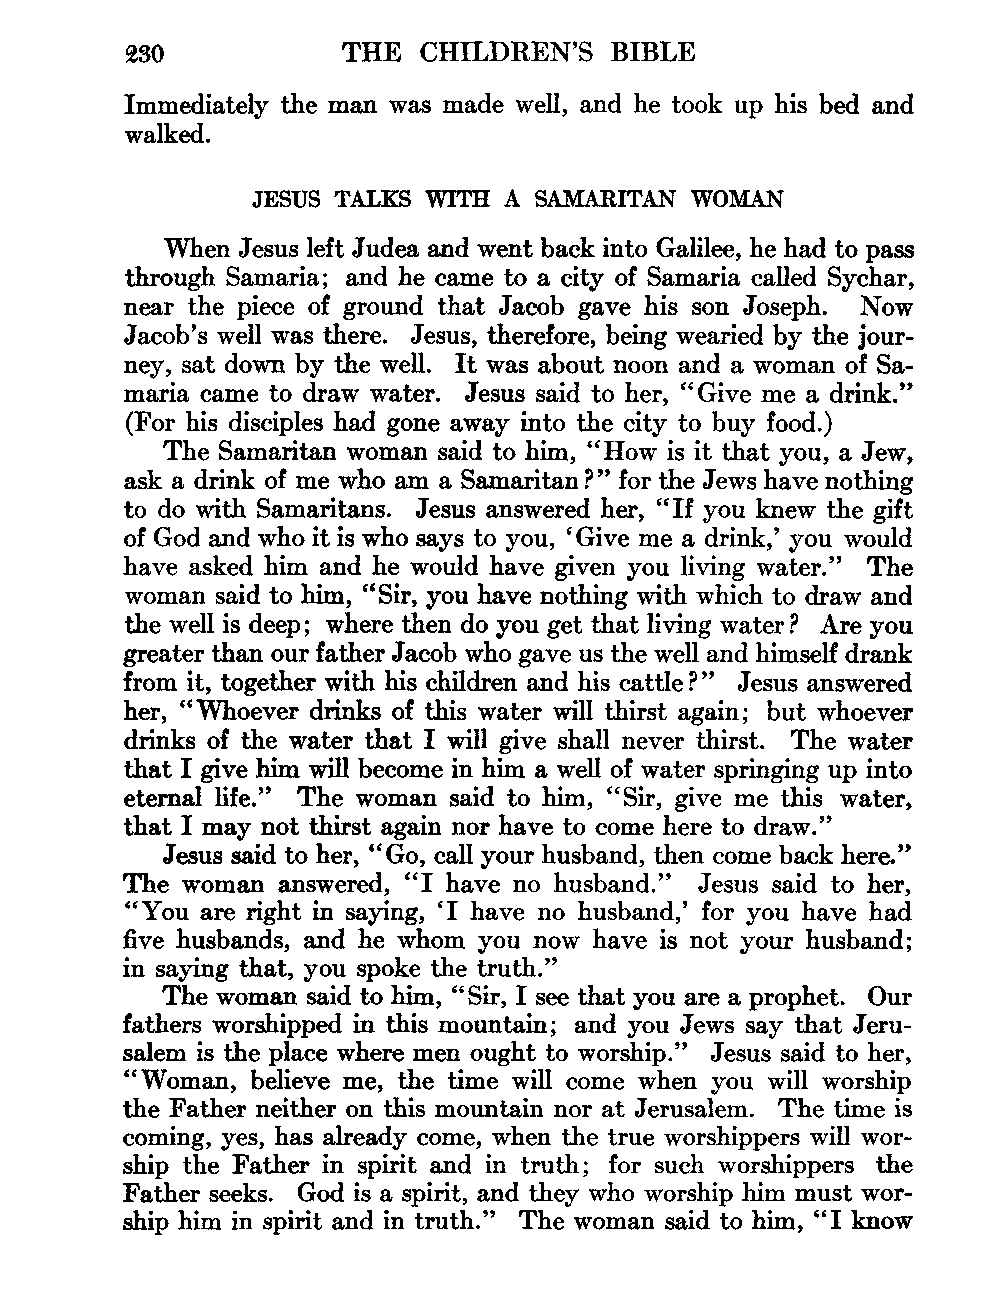 230 THE CHILDREN'S BIBLE
Immediately the man was made well, and he took up his bed and
walked.
JESUS TALKS WITH A SAMARITAN WOMAN
When Jesus left Judea and went back into Galilee, he had to pass
through Samaria; and he came to a city of Samaria called Sychar,
near the piece of ground that Jacob gave his son Joseph. Now
Jacob's well was there. Jesus, therefore, being wearied by the jour-
ney, sat down by the well. It was about noon and a woman of Sa-
maria came to draw water. Jesus said to her, "Give me a drink."
(For his disciples had gone away into the city to buy food.)
The Samaritan woman said to him, "How is it that you, a Jew,
ask a drink of me who am a Samaritan?" for the Jews have nothing
to do with Samaritans. Jesus answered her, "If you knew the gift
of God and who it is who says to you, 'Give me a drink,' you would
have asked him and he would have given you living water." The
woman said to him, "Sir, you have nothing with which to draw and
the well is deep; where then do you get that living water? Are you
greater than our father Jacob who gave us the well and himself drank
from it, together with his children and his cattle?" Jesus answered
her, "Whoever drinks of this water will thirst again; but whoever
drinks of the water that I will give shall never thirst. The water
that I give him will become in him a well of water springing up into
eternal life." The woman said to him, "Sir, give me this water,
that I may not thirst again nor have to come here to draw."
Jesus said to her, "Go, call your husband, then come back here."
The woman answered, "I have no husband." Jesus said to her,
"You are right in saying, 'I have no husband,' for you have had
five husbands, and he whom you now have is not your husband;
in saying that, you spoke the truth."
The woman said to him, "Sir, I see that you are a prophet. Our
fathers worshipped in this mountain; and you Jews say that Jeru-
salem is the place where men ought to worship." Jesus said to her,
"Woman, believe me, the time will come when you will worship
the Father neither on this mountain nor at Jerusalem. The time is
coming, yes, has already come, when the true worshippers will wor-
ship the Father in spirit and in truth; for such worshippers the
Father seeks. God is a spirit, and they who worship him must wor-
ship him in spirit and in truth." The woman said to him, "I know